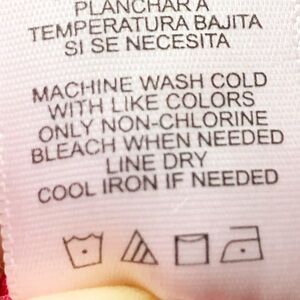 PLANCHAR A
TEMPERATURA BAJITA
SI SE NECESITA
MACHINE WASH COLD
WITH LIKE COLORS
ONLY NON-CHLORINE
BLEACH WHEN NEEDED
LINE DRY
COOL IRON IF NEEDED